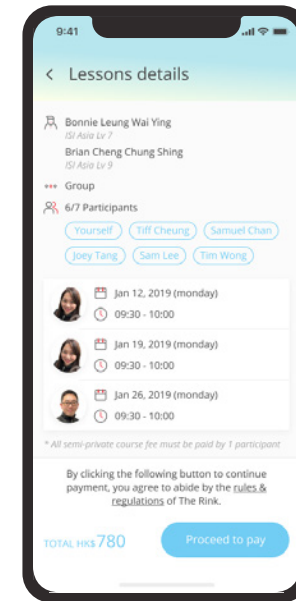 9:41
Lessons details
Bonnie Leung Wai Ying
ISI Asia Lv 7
Brian Cheng Chung Shing
ISI Asia Lv 9
Group
6/7 Participants
Yourself Tiff Cheung Samuel Chan
Joey Tang Sam Lee Tim Wong
Jan 12, 2019 (monday)
09:30 - 10:00
Jan 19, 2019 (monday)
09:30 - 10:00
Jan 26, 2019 (monday)
09:30 - 10:00
* All semi-private course fee must be paid by 1 participant
By clicking the following button to continue
payment, you agree to abide by the rules &
regulations of The Rink.
TOTAL HK$ 780 Proceed to pay